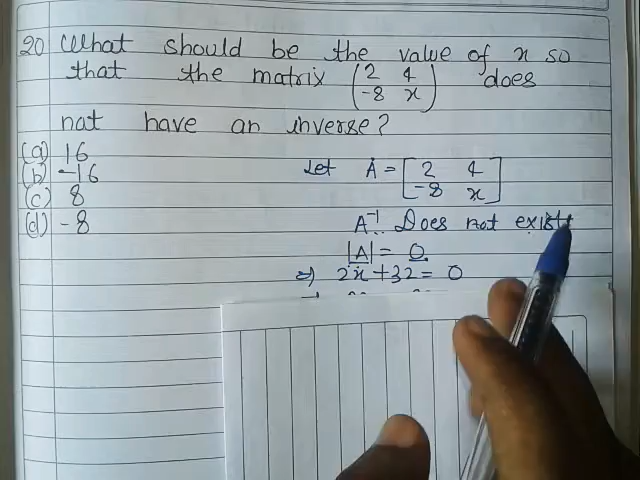 20 What should be the value of x so
that the matrix (2 4
-8 x) does
not have an inverse?
(a) 16
(b) -16
(c) 8
(d) -8
Let A = [2 4
-8 x]
A⁻¹ Does not exists
|A| = 0
⇒ 2x+32 = 0